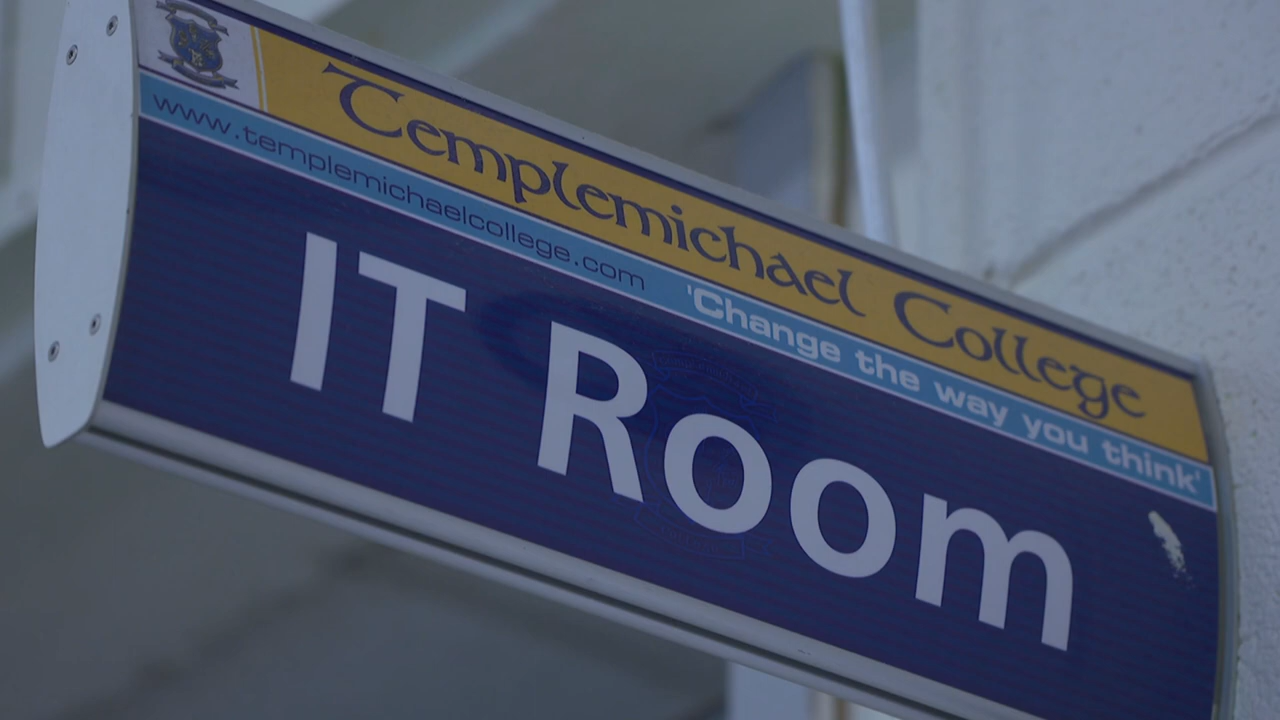 Templemichael College
www.templemichaelcollege.com 'Change the way you think'
IT Room